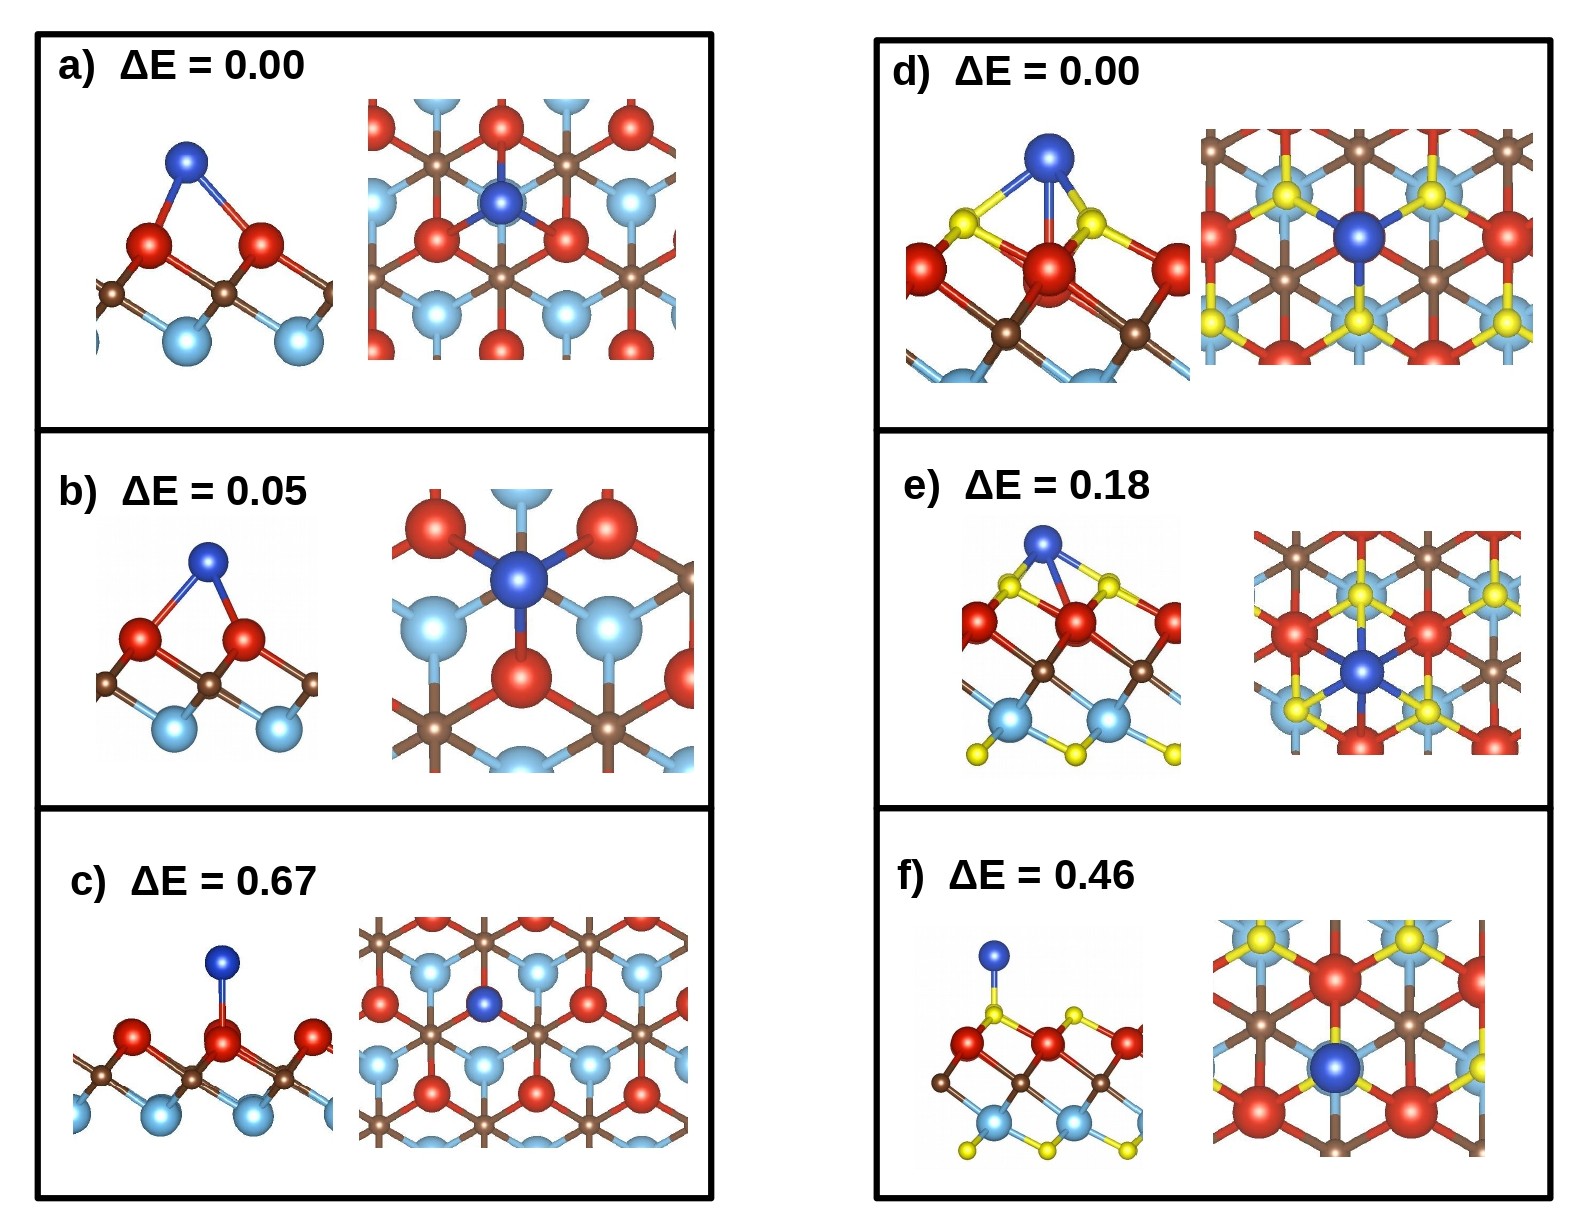 a) ΔE = 0.00
b) ΔE = 0.05
c) ΔE = 0.67
d) ΔE = 0.00
e) ΔE = 0.18
f) ΔE = 0.46